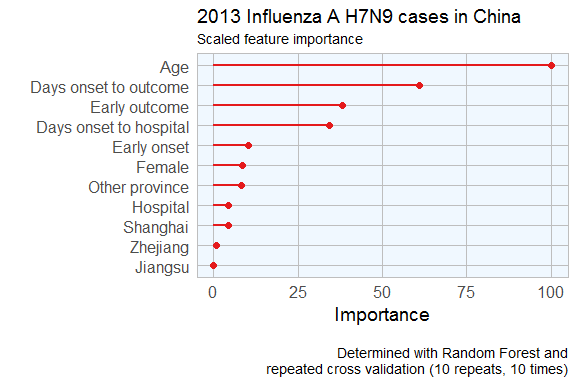 2013 Influenza A H7N9 cases in China
Scaled feature importance
Age
Days onset to outcome
Early outcome
Days onset to hospital
Early onset
Female
Other province
Hospital
Shanghai
Zhejiang
Jiangsu
0 25 50 75 100
Importance
Determined with Random Forest and
repeated cross validation (10 repeats, 10 times)